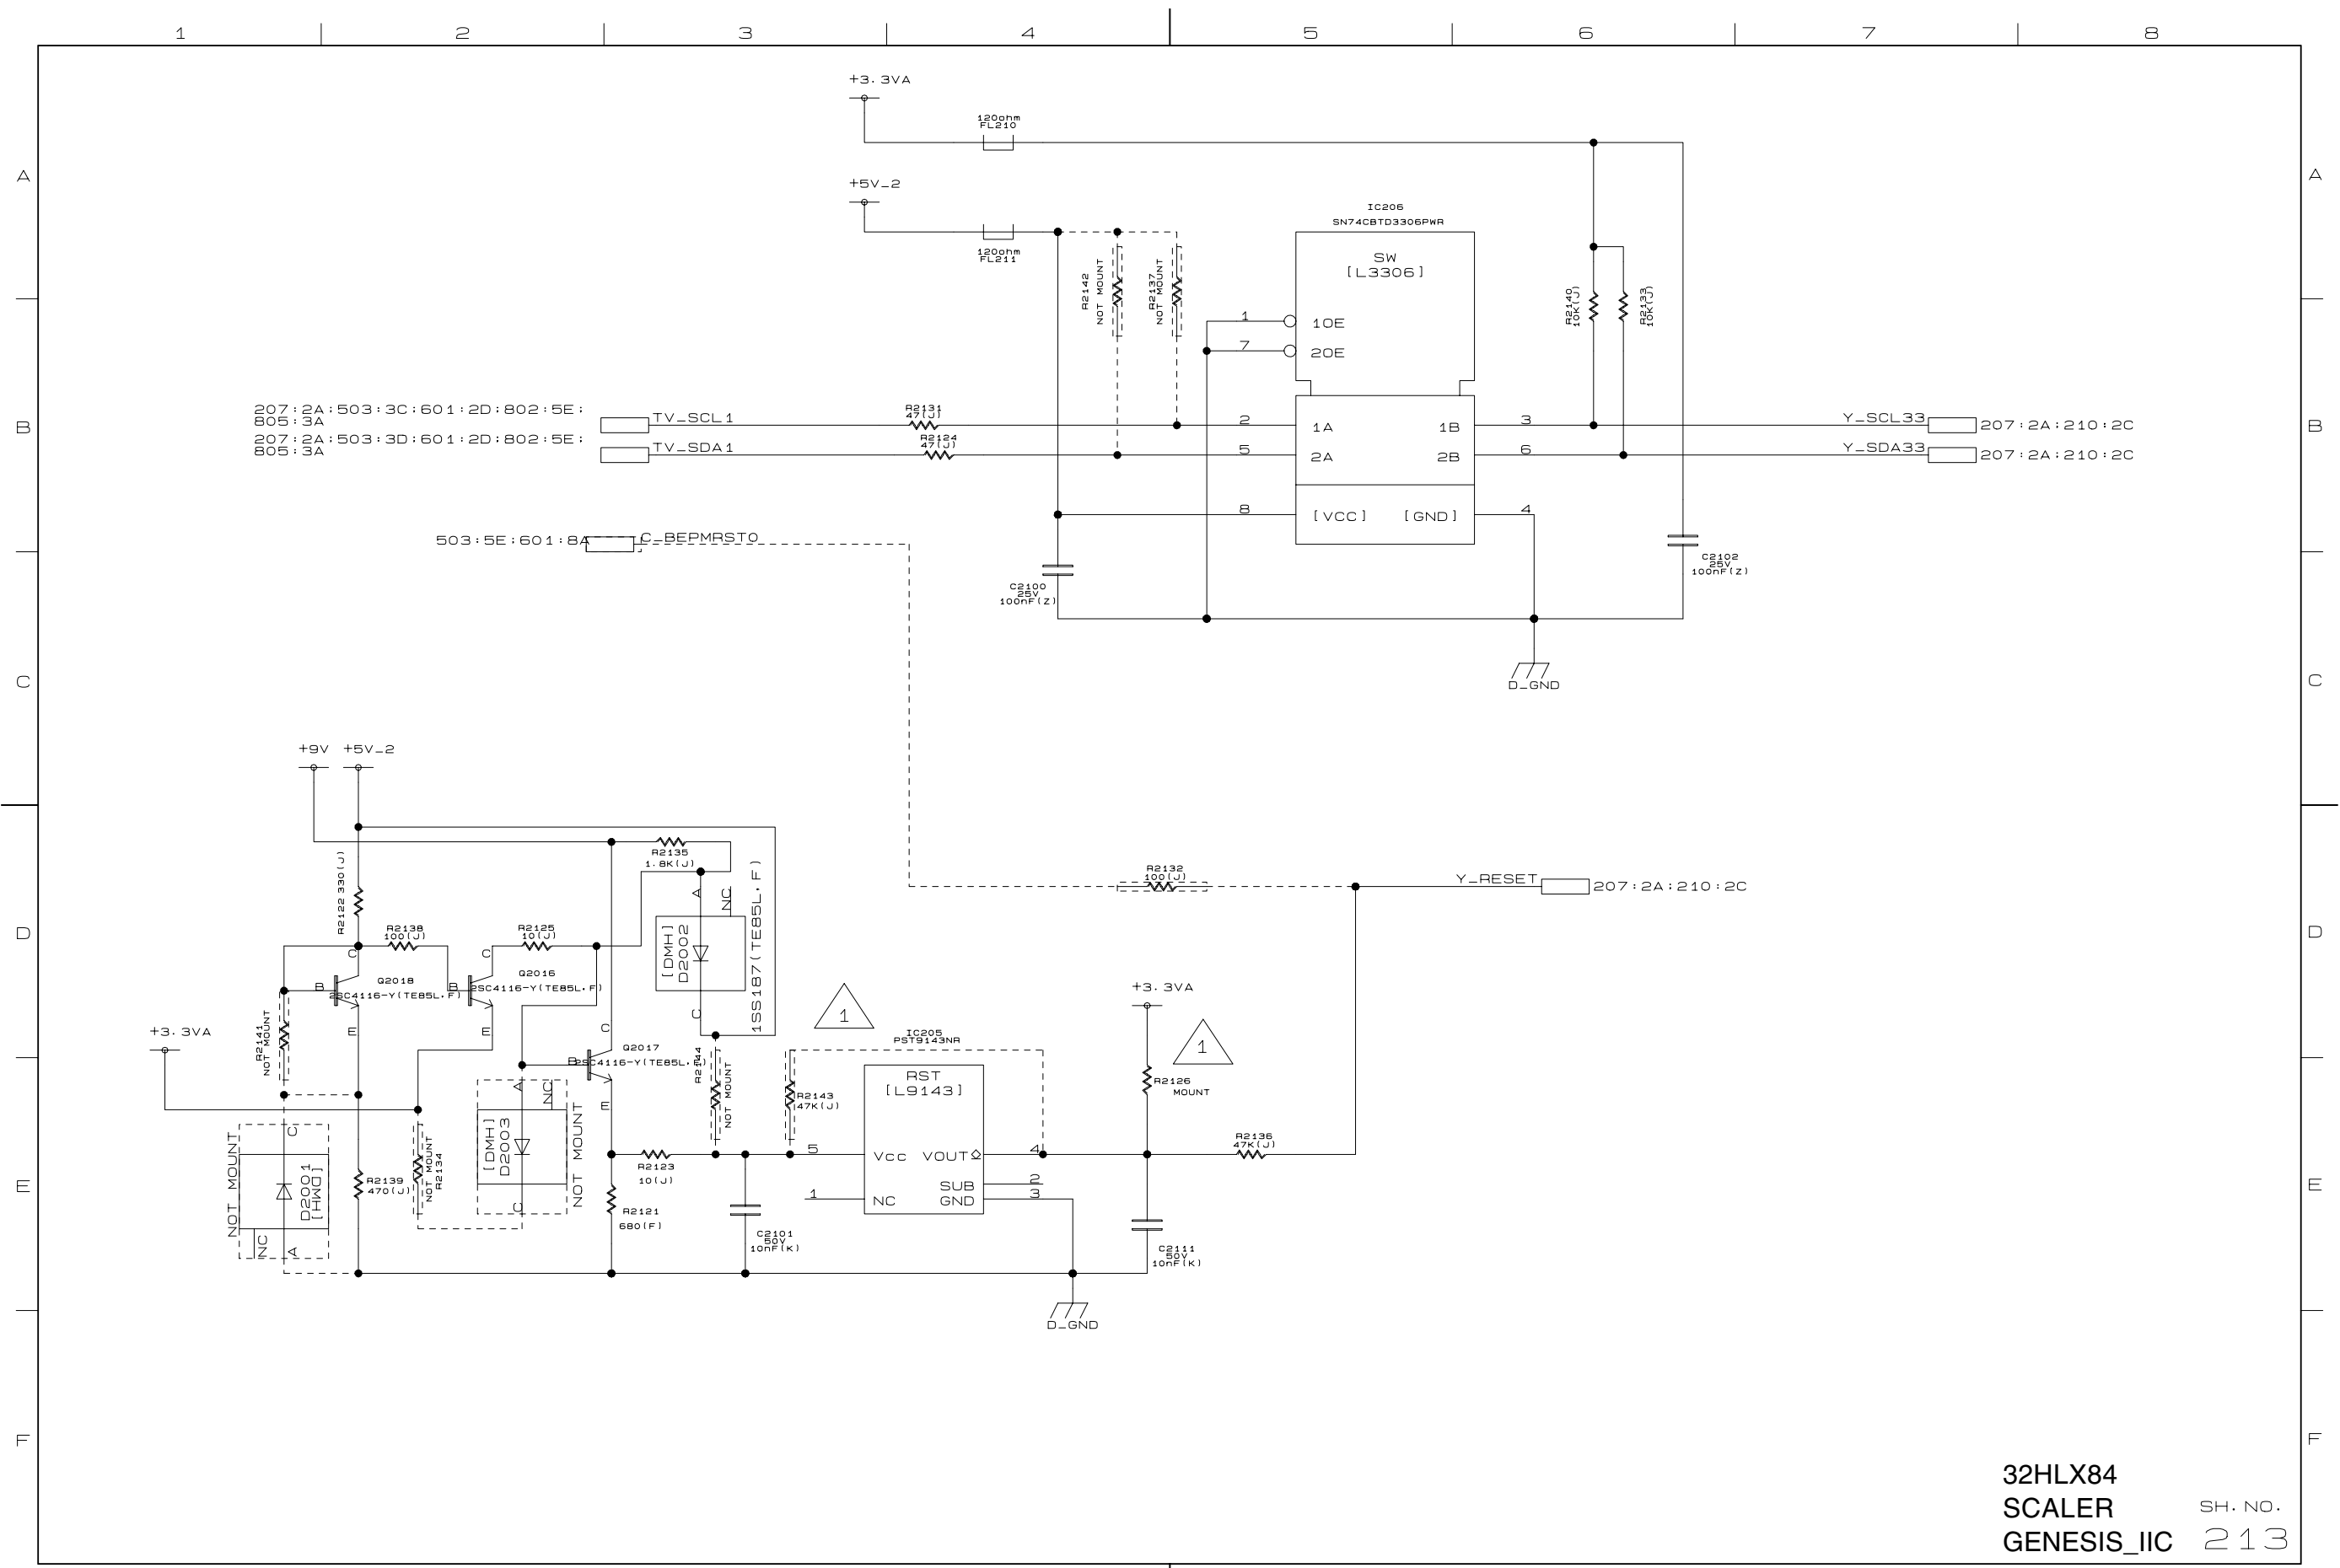 1 2 3 4 5 6 7 8
A A
B B
C C
D D
E E
F F
+3.3VA
120ohm
FL210
+5V_2
120ohm
FL211
R2142
NOT MOUNT
R2137
NOT MOUNT
IC206
SN74CBTD3306PWR
SW
[L3306]
1 1OE
7 2OE
2 1A 1B 3
5 2A 2B 6
8 [VCC] [GND] 4
R2140
10K(J)
R2133
10K(J)
207:2A;503:3C;601:2D;802:5E;
805:3A
TV_SCL1
207:2A;503:3D;601:2D;802:5E;
805:3A
TV_SDA1
R2131
47(J)
R2124
47(J)
Y_SCL33 207:2A;210:2C
Y_SDA33 207:2A;210:2C
503:5E;601:8A C_BEPMRST0
C2100
25V
100nF(Z)
C2102
25V
100nF(Z)
D_GND
+9V +5V_2
R2122 330(J)
R2135
1.8K(J)
R2138
100(J)
R2125
10(J)
A NC
[DMH]
D2002
C
1SS187(TE85L,F)
R2132
100(J)
Y_RESET 207:2A;210:2C
C
B
E
Q2018
2SC4116-Y(TE85L,F)
C
B
E
Q2016
2SC4116-Y(TE85L,F)
C
B
E
Q2017
2SC4116-Y(TE85L,F)
+3.3VA
R2141
NOT MOUNT
R2144
NOT MOUNT
R2143
47K(J)
1
IC205
PST9143NR
RST
[L9143]
5 Vcc VOUT 4
SUB 2
1 NC GND 3
+3.3VA
1
R2126
MOUNT
R2136
47K(J)
NOT MOUNT
C
D2001
[DMH]
NC A
R2139
470(J)
NOT MOUNT
R2134
A NC
[DMH]
D2003
C
NOT MOUNT
R2123
10(J)
R2121
680(F)
C2101
50V
10nF(K)
C2111
50V
10nF(K)
D_GND
32HLX84
SCALER
GENESIS_IIC
SH.NO.
213